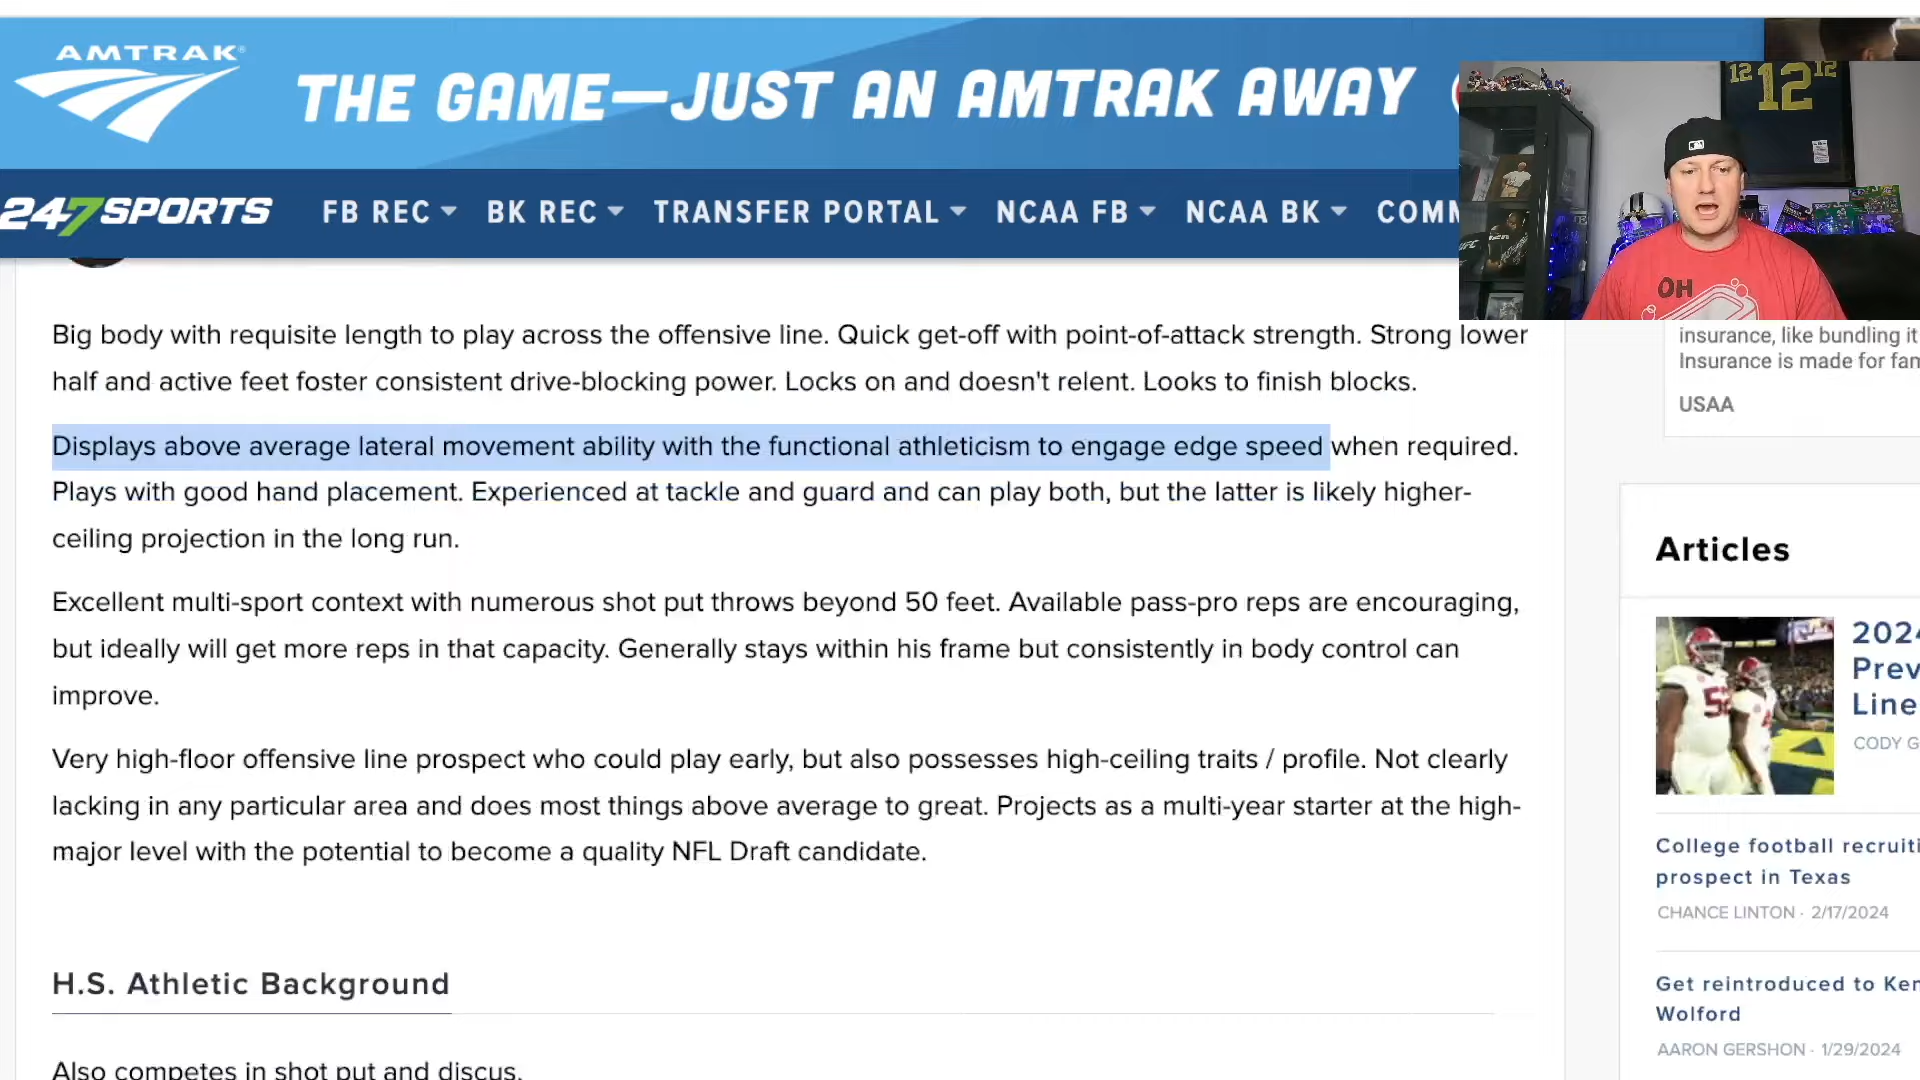 AMTRAK®
THE GAME—JUST AN AMTRAK AWAY
12 12 12
247SPORTS FB REC BK REC TRANSFER PORTAL NCAA FB NCAA BK COMM
UFC
OH
Big body with requisite length to play across the offensive line. Quick get-off with point-of-attack strength. Strong lower
half and active feet foster consistent drive-blocking power. Locks on and doesn't relent. Looks to finish blocks.
Displays above average lateral movement ability with the functional athleticism to engage edge speed when required.
Plays with good hand placement. Experienced at tackle and guard and can play both, but the latter is likely higher-
ceiling projection in the long run.
Excellent multi-sport context with numerous shot put throws beyond 50 feet. Available pass-pro reps are encouraging,
but ideally will get more reps in that capacity. Generally stays within his frame but consistently in body control can
improve.
Very high-floor offensive line prospect who could play early, but also possesses high-ceiling traits / profile. Not clearly
lacking in any particular area and does most things above average to great. Projects as a multi-year starter at the high-
major level with the potential to become a quality NFL Draft candidate.
H.S. Athletic Background
Also competes in shot put and discus.
insurance, like bundling it
Insurance is made for fam
USAA
Articles
2024
Prev
Line
CODY G
College football recruiti
prospect in Texas
CHANCE LINTON · 2/17/2024
Get reintroduced to Ken
Wolford
AARON GERSHON · 1/29/2024